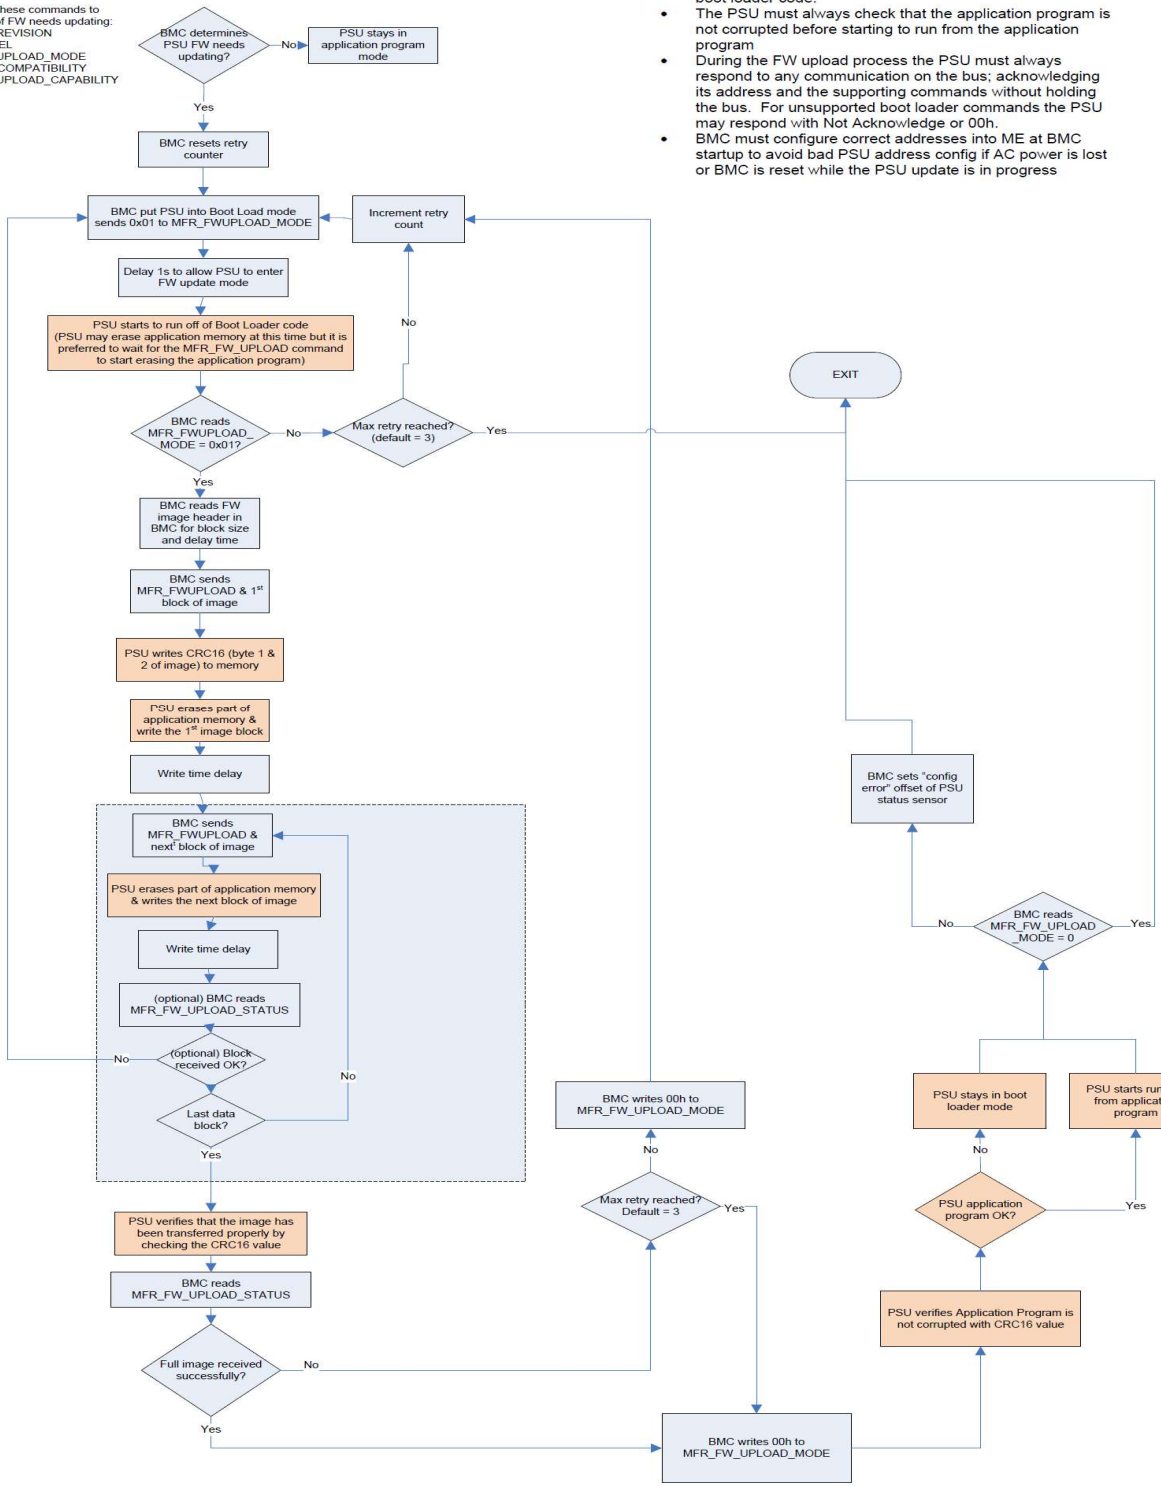 these commands to
of FW needs updating:
REVISION
EL
UPLOAD_MODE
COMPATIBILITY
UPLOAD_CAPABILITY
BMC determines
PSU FW needs
updating?
No
PSU stays in
application program
mode
boot loader code.
• The PSU must always check that the application program is
not corrupted before starting to run from the application
program
• During the FW upload process the PSU must always
respond to any communication on the bus; acknowledging
its address and the supporting commands without holding
the bus. For unsupported boot loader commands the PSU
may respond with Not Acknowledge or 00h.
• BMC must configure correct addresses into ME at BMC
startup to avoid bad PSU address config if AC power is lost
or BMC is reset while the PSU update is in progress
Yes
BMC resets retry
counter
BMC put PSU into Boot Load mode
sends 0x01 to MFR_FWUPLOAD_MODE
Increment retry
count
Delay 1s to allow PSU to enter
FW update mode
PSU starts to run off of Boot Loader code
(PSU may erase application memory at this time but it is
preferred to wait for the MFR_FW_UPLOAD command
to start erasing the application program)
No
EXIT
BMC reads
MFR_FWUPLOAD_
MODE = 0x01?
No
Max retry reached?
(default = 3)
Yes
Yes
BMC reads FW
image header in
BMC for block size
and delay time
BMC sends
MFR_FWUPLOAD & 1st
block of image
PSU writes CRC16 (byte 1 &
2 of image) to memory
PSU erases part of
application memory &
write the 1st image block
Write time delay
BMC sets "config
error" offset of PSU
status sensor
BMC sends
MFR_FWUPLOAD &
next block of image
PSU erases part of application memory
& writes the next block of image
No
BMC reads
MFR_FW_UPLOAD
_MODE = 0
Yes
Write time delay
(optional) BMC reads
MFR_FW_UPLOAD_STATUS
No
(optional) Block
received OK?
No
Last data
block?
Yes
BMC writes 00h to
MFR_FW_UPLOAD_MODE
PSU stays in boot
loader mode
PSU starts run
from applicat
program
No
No
Max retry reached?
Default = 3
Yes
PSU application
program OK?
Yes
PSU verifies that the image has
been transferred properly by
checking the CRC16 value
BMC reads
MFR_FW_UPLOAD_STATUS
PSU verifies Application Program is
not corrupted with CRC16 value
Full image received
successfully?
No
Yes
BMC writes 00h to
MFR_FW_UPLOAD_MODE